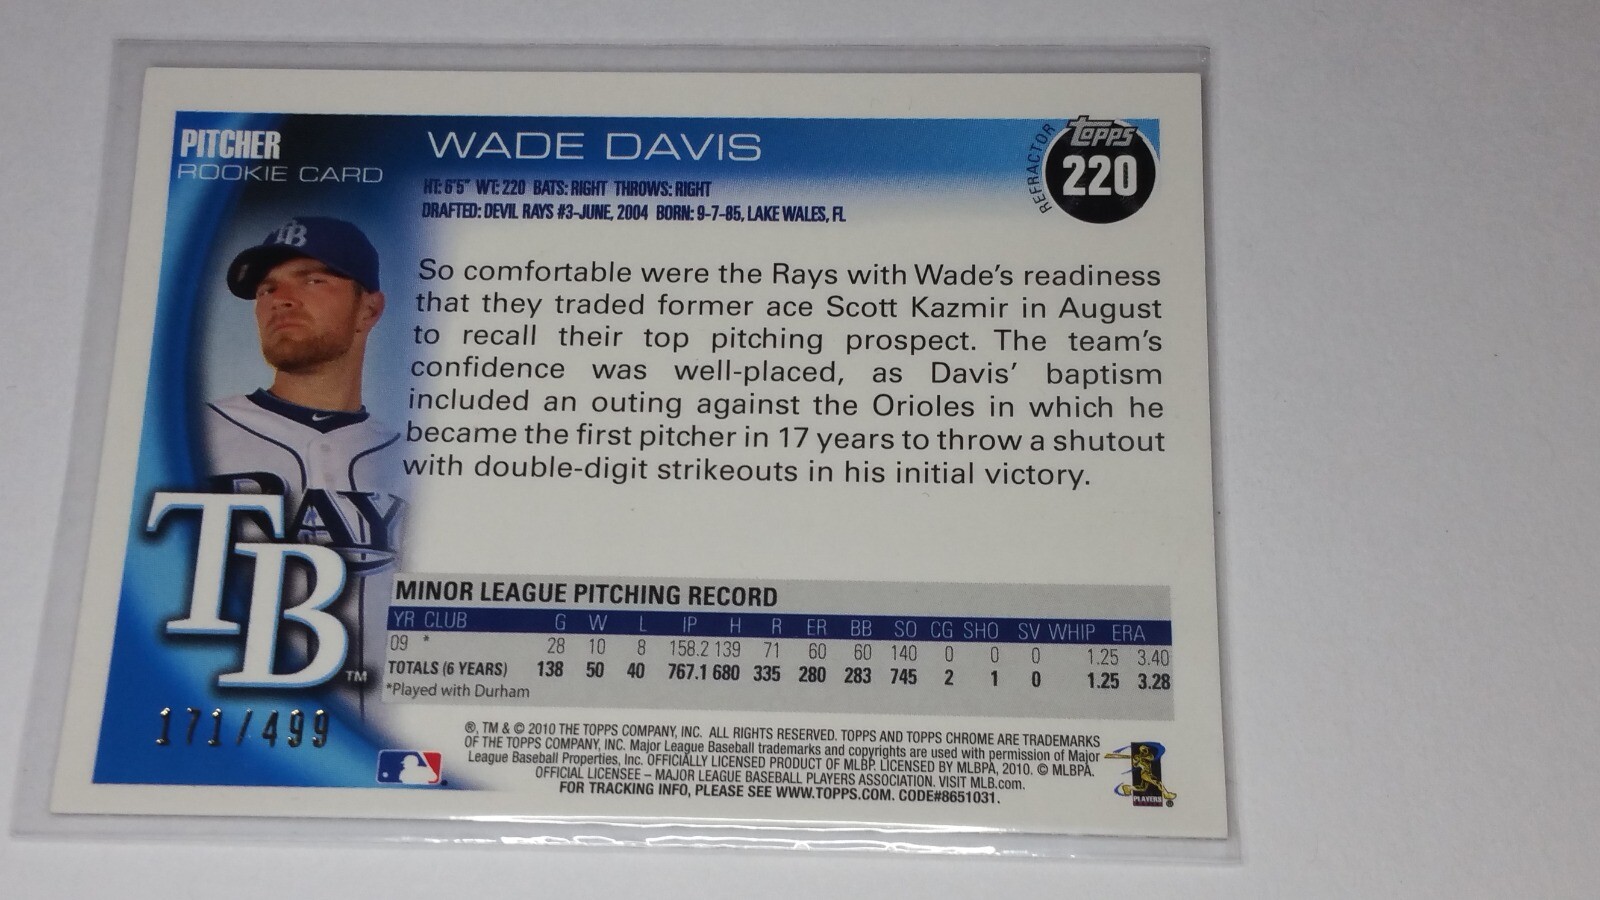 PITCHER
ROOKIE CARD
WADE DAVIS
REFRACTOR
Topps
220
HT: 6'5" WT: 220 BATS: RIGHT THROWS: RIGHT
DRAFTED: DEVIL RAYS #3-JUNE, 2004 BORN: 9-7-85, LAKE WALES, FL
TB
So comfortable were the Rays with Wade's readiness
that they traded former ace Scott Kazmir in August
to recall their top pitching prospect. The team's
confidence was well-placed, as Davis' baptism
included an outing against the Orioles in which he
became the first pitcher in 17 years to throw a shutout
with double-digit strikeouts in his initial victory.
RAY
TB
TM
MINOR LEAGUE PITCHING RECORD
YR CLUB G W L IP H R ER BB SO CG SHO SV WHIP ERA
09 * 28 10 8 158.2 139 71 60 60 140 0 0 0 1.25 3.40
TOTALS (6 YEARS) 138 50 40 767.1 680 335 280 283 745 2 1 0 1.25 3.28
*Played with Durham
171/499
®, TM & © 2010 THE TOPPS COMPANY, INC. ALL RIGHTS RESERVED. TOPPS AND TOPPS CHROME ARE TRADEMARKS
OF THE TOPPS COMPANY, INC. Major League Baseball trademarks and copyrights are used with permission of Major
League Baseball Properties, Inc. OFFICIALLY LICENSED PRODUCT OF MLBP. LICENSED BY MLBPA, 2010. © MLBPA.
OFFICIAL LICENSEE – MAJOR LEAGUE BASEBALL PLAYERS ASSOCIATION. VISIT MLB.com.
FOR TRACKING INFO, PLEASE SEE WWW.TOPPS.COM. CODE#8651031.
PLAYERS
®